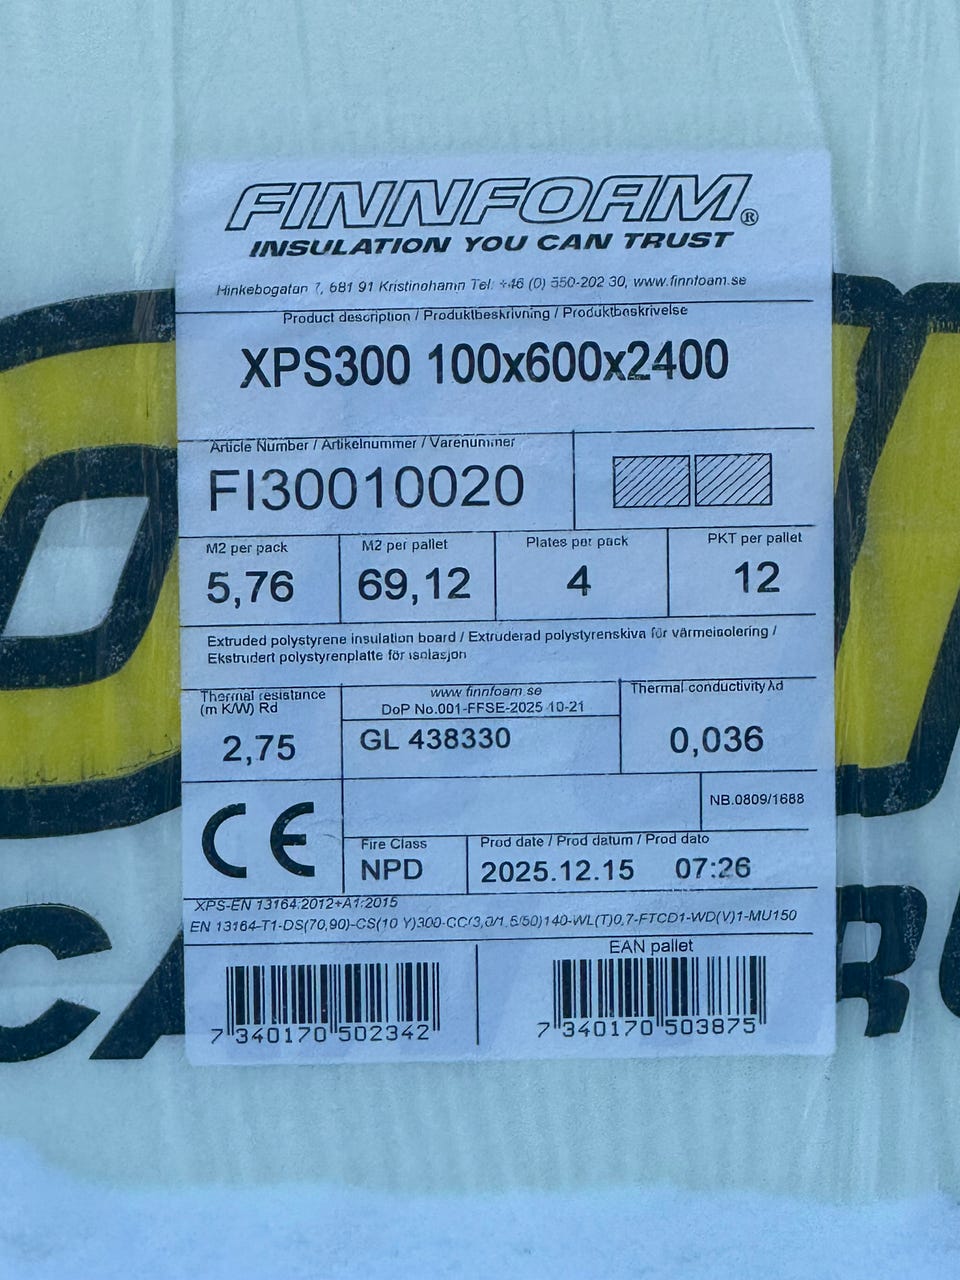 FINNFOAM®
INSULATION YOU CAN TRUST
Hinkebogatan 7, 681 91 Kristinehamn Tel: +46 (0) 550-202 30, www.finnfoam.se
Product description / Produktbeskrivning / Produktbeskrivelse
XPS300 100x600x2400
Article Number / Artikelnummer / Varenummer
FI30010020
M2 per pack
5,76
M2 per pallet
69,12
Plates per pack
4
PKT per pallet
12
Extruded polystyrene insulation board / Extruderad polystyrenskiva för värmeisolering /
Ekstrudert polystyrenplatte för isolasjon
Thermal resistance
(m K/W) Rd
2,75
www.finnfoam.se
DoP No.001-FFSE-2025-10-21
GL 438330
Thermal conductivity λd
0,036
CE
NB.0809/1688
Fire Class
NPD
Prod date / Prod datum / Prod dato
2025.12.15 07:26
XPS-EN 13164:2012+A1:2015
EN 13164-T1-DS(70,90)-CS(10 Y)300-CC(3,0/1,5/50)140-WL(T)0,7-FTCD1-WD(V)1-MU150
7 340170 502342
EAN pallet
7 340170 503875